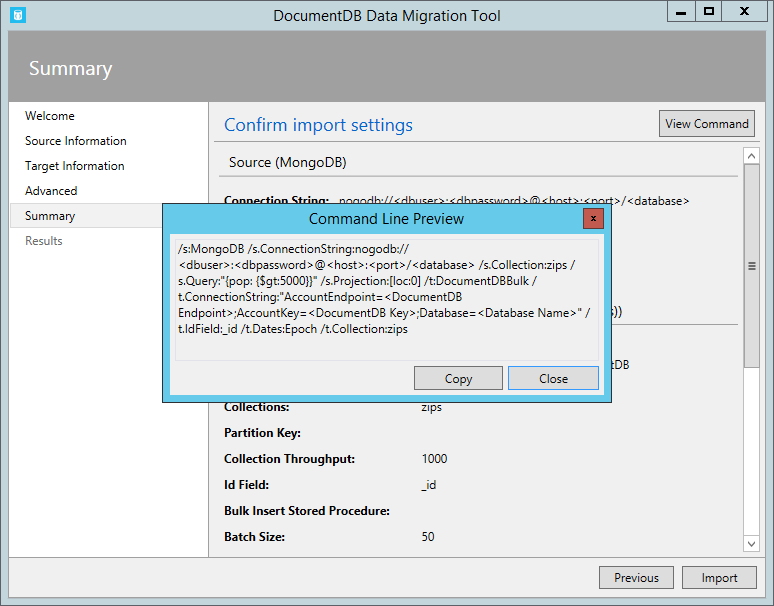 DocumentDB Data Migration Tool
Summary
Welcome
Source Information
Target Information
Advanced
Summary
Results
Confirm import settings
View Command
Source (MongoDB)
Connection String: nogodb://<dbuser>:<dbpassword>@<host>:<port>/<database>
Command Line Preview
x
/s:MongoDB /s.ConnectionString:nogodb://
<dbuser>:<dbpassword>@<host>:<port>/<database> /s.Collection:zips /
s.Query:"{pop: {$gt:5000}}" /s.Projection:[loc:0] /t:DocumentDBBulk /
t.ConnectionString:"AccountEndpoint=<DocumentDB
Endpoint>;AccountKey=<DocumentDB Key>;Database=<Database Name>" /
t.IdField:_id /t.Dates:Epoch /t.Collection:zips
Copy
Close
Collections: zips
Partition Key:
Collection Throughput: 1000
Id Field: _id
Bulk Insert Stored Procedure:
Batch Size: 50
Previous
Import